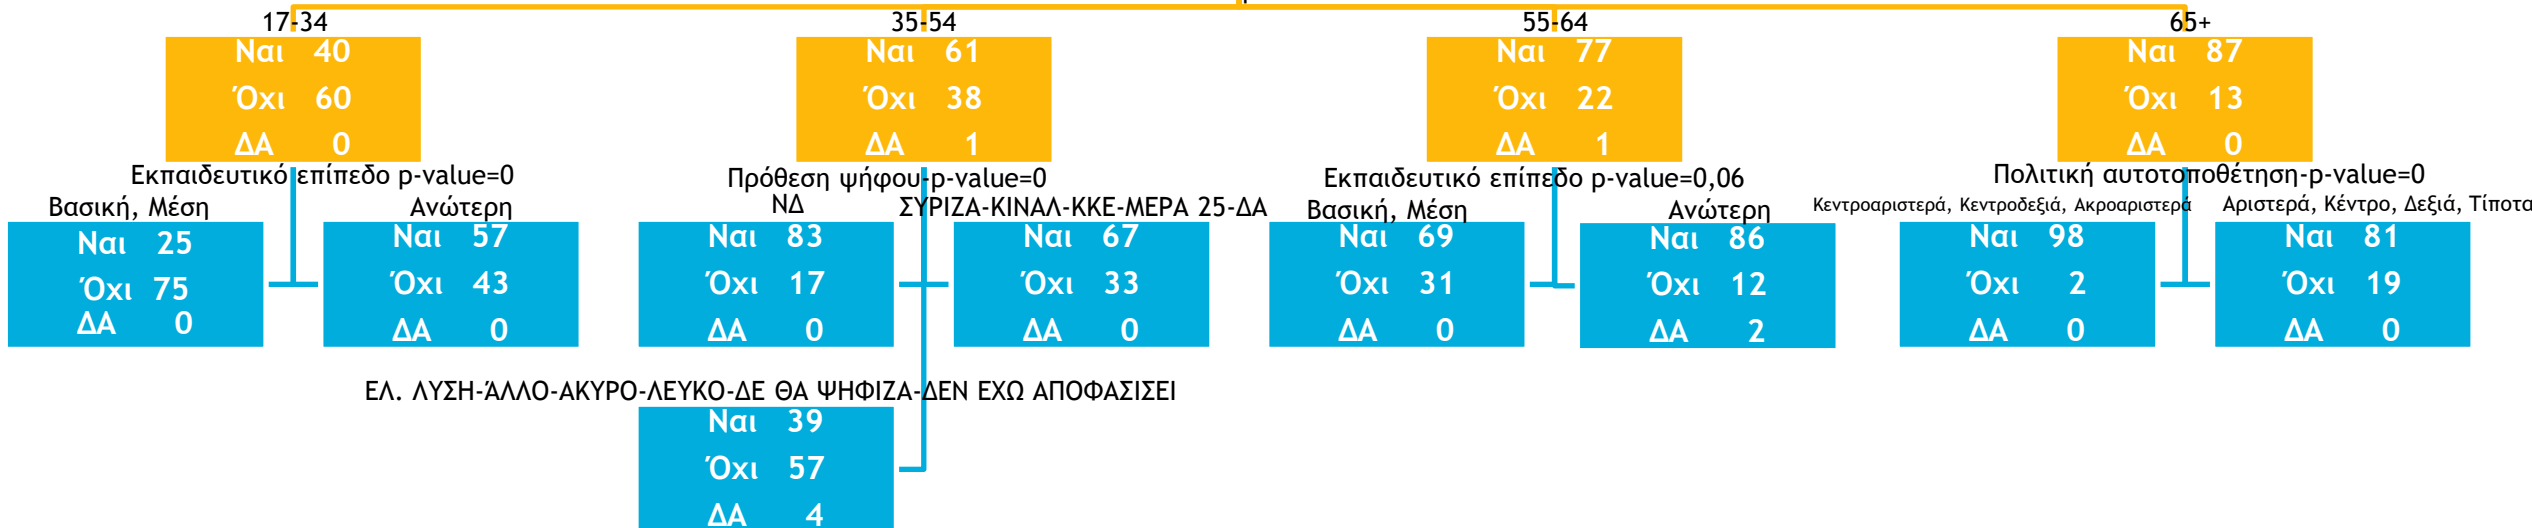 17-34
Ναι 40
Όχι 60
ΔΑ 0
35-54
Ναι 61
Όχι 38
ΔΑ 1
55-64
Ναι 77
Όχι 22
ΔΑ 1
65+
Ναι 87
Όχι 13
ΔΑ 0
Εκπαιδευτικό επίπεδο p-value=0
Βασική, Μέση
Ναι 25
Όχι 75
ΔΑ 0
Ανώτερη
Ναι 57
Όχι 43
ΔΑ 0
Πρόθεση ψήφου-p-value=0
ΝΔ
Ναι 83
Όχι 17
ΔΑ 0
ΣΥΡΙΖΑ-ΚΙΝΑΛ-ΚΚΕ-ΜΕΡΑ 25-ΔΑ
Ναι 67
Όχι 33
ΔΑ 0
ΕΛ. ΛΥΣΗ-ΆΛΛΟ-ΑΚΥΡΟ-ΛΕΥΚΟ-ΔΕ ΘΑ ΨΗΦΙΖΑ-ΔΕΝ ΕΧΩ ΑΠΟΦΑΣΙΣΕΙ
Ναι 39
Όχι 57
ΔΑ 4
Εκπαιδευτικό επίπεδο p-value=0,06
Βασική, Μέση
Ναι 69
Όχι 31
ΔΑ 0
Ανώτερη
Ναι 86
Όχι 12
ΔΑ 2
Πολιτική αυτοτοποθέτηση-p-value=0
Κεντροαριστερά, Κεντροδεξιά, Ακροαριστερά
Ναι 98
Όχι 2
ΔΑ 0
Αριστερά, Κέντρο, Δεξιά, Τίποτα
Ναι 81
Όχι 19
ΔΑ 0